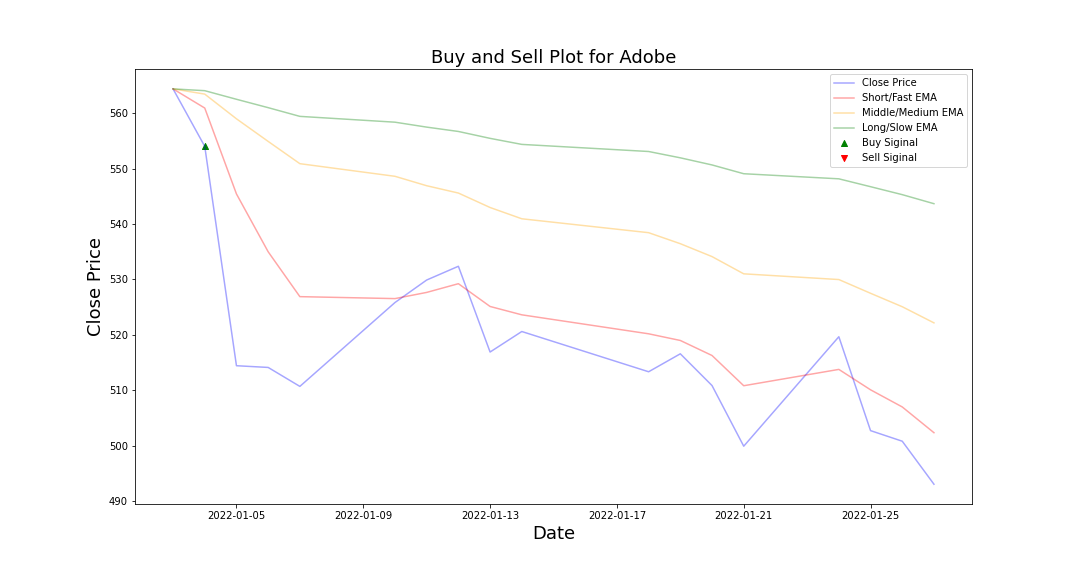 Buy and Sell Plot for Adobe
Close Price
Short/Fast EMA
Middle/Medium EMA
Long/Slow EMA
Buy Siginal
Sell Siginal
Close Price
560
550
540
530
520
510
500
490
2022-01-05
2022-01-09
2022-01-13
2022-01-17
2022-01-21
2022-01-25
Date